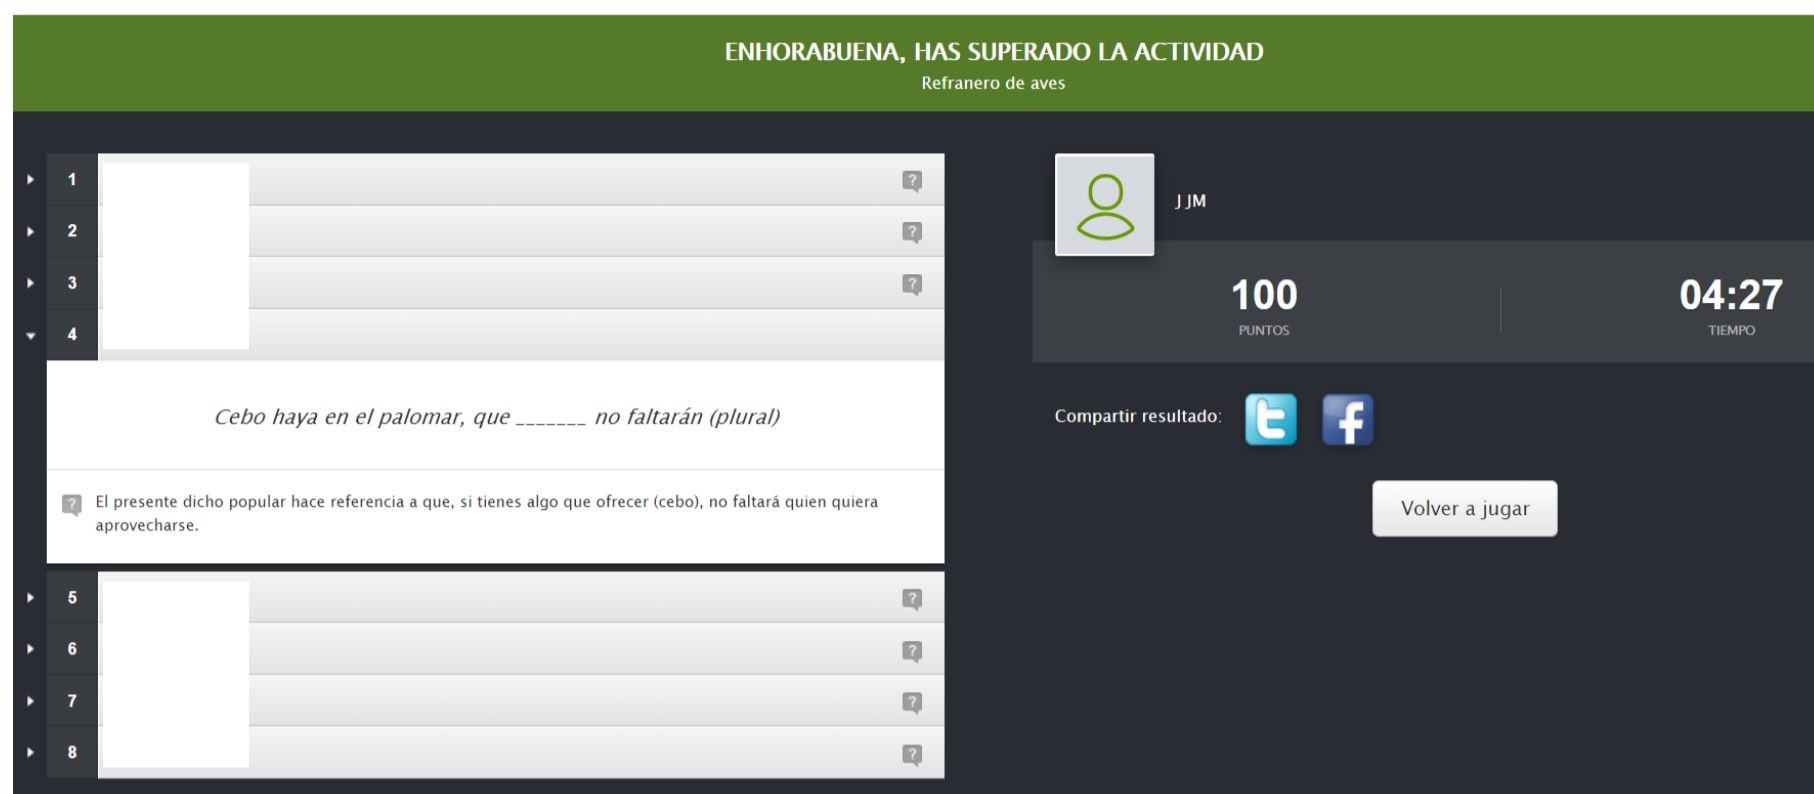 ENHORABUENA, HAS SUPERADO LA ACTIVIDAD
Refranero de aves
1
2
3
4
Cebo haya en el palomar, que _______ no faltarán (plural)
El presente dicho popular hace referencia a que, si tienes algo que ofrecer (cebo), no faltará quien quiera
aprovecharse.
5
6
7
8
J JM
100
PUNTOS
04:27
TIEMPO
Compartir resultado:
Volver a jugar